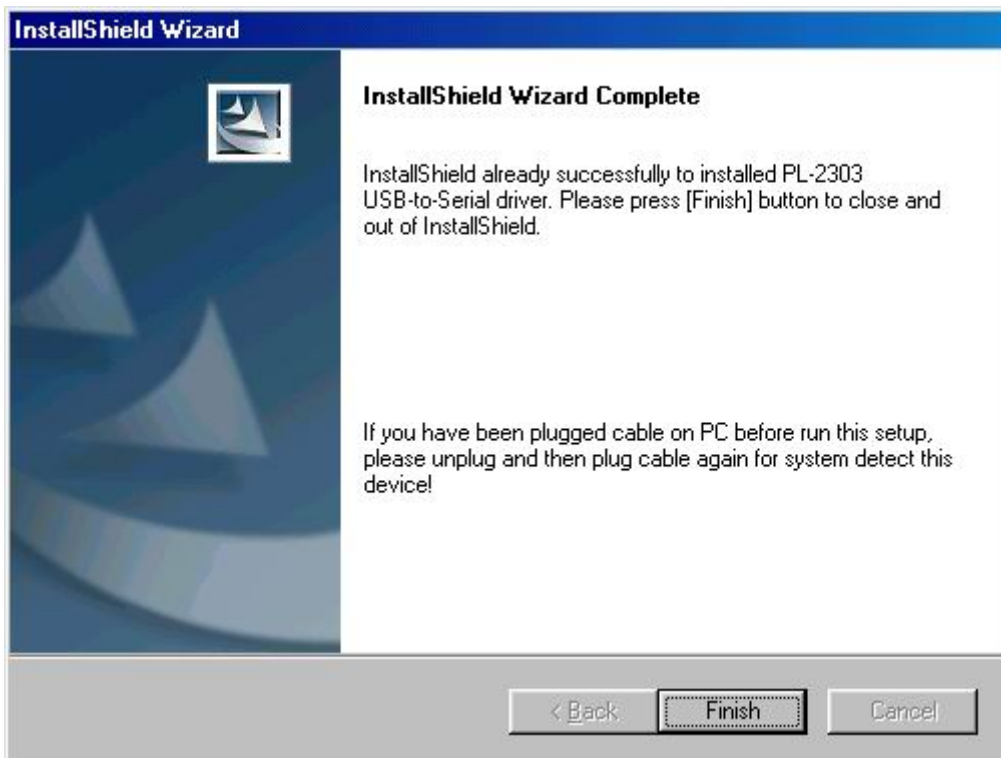 InstallShield Wizard
InstallShield Wizard Complete
InstallShield already successfully to installed PL-2303
USB-to-Serial driver. Please press [Finish] button to close and
out of InstallShield.
If you have been plugged cable on PC before run this setup,
please unplug and then plug cable again for system detect this
device!
< Back
Finish
Cancel